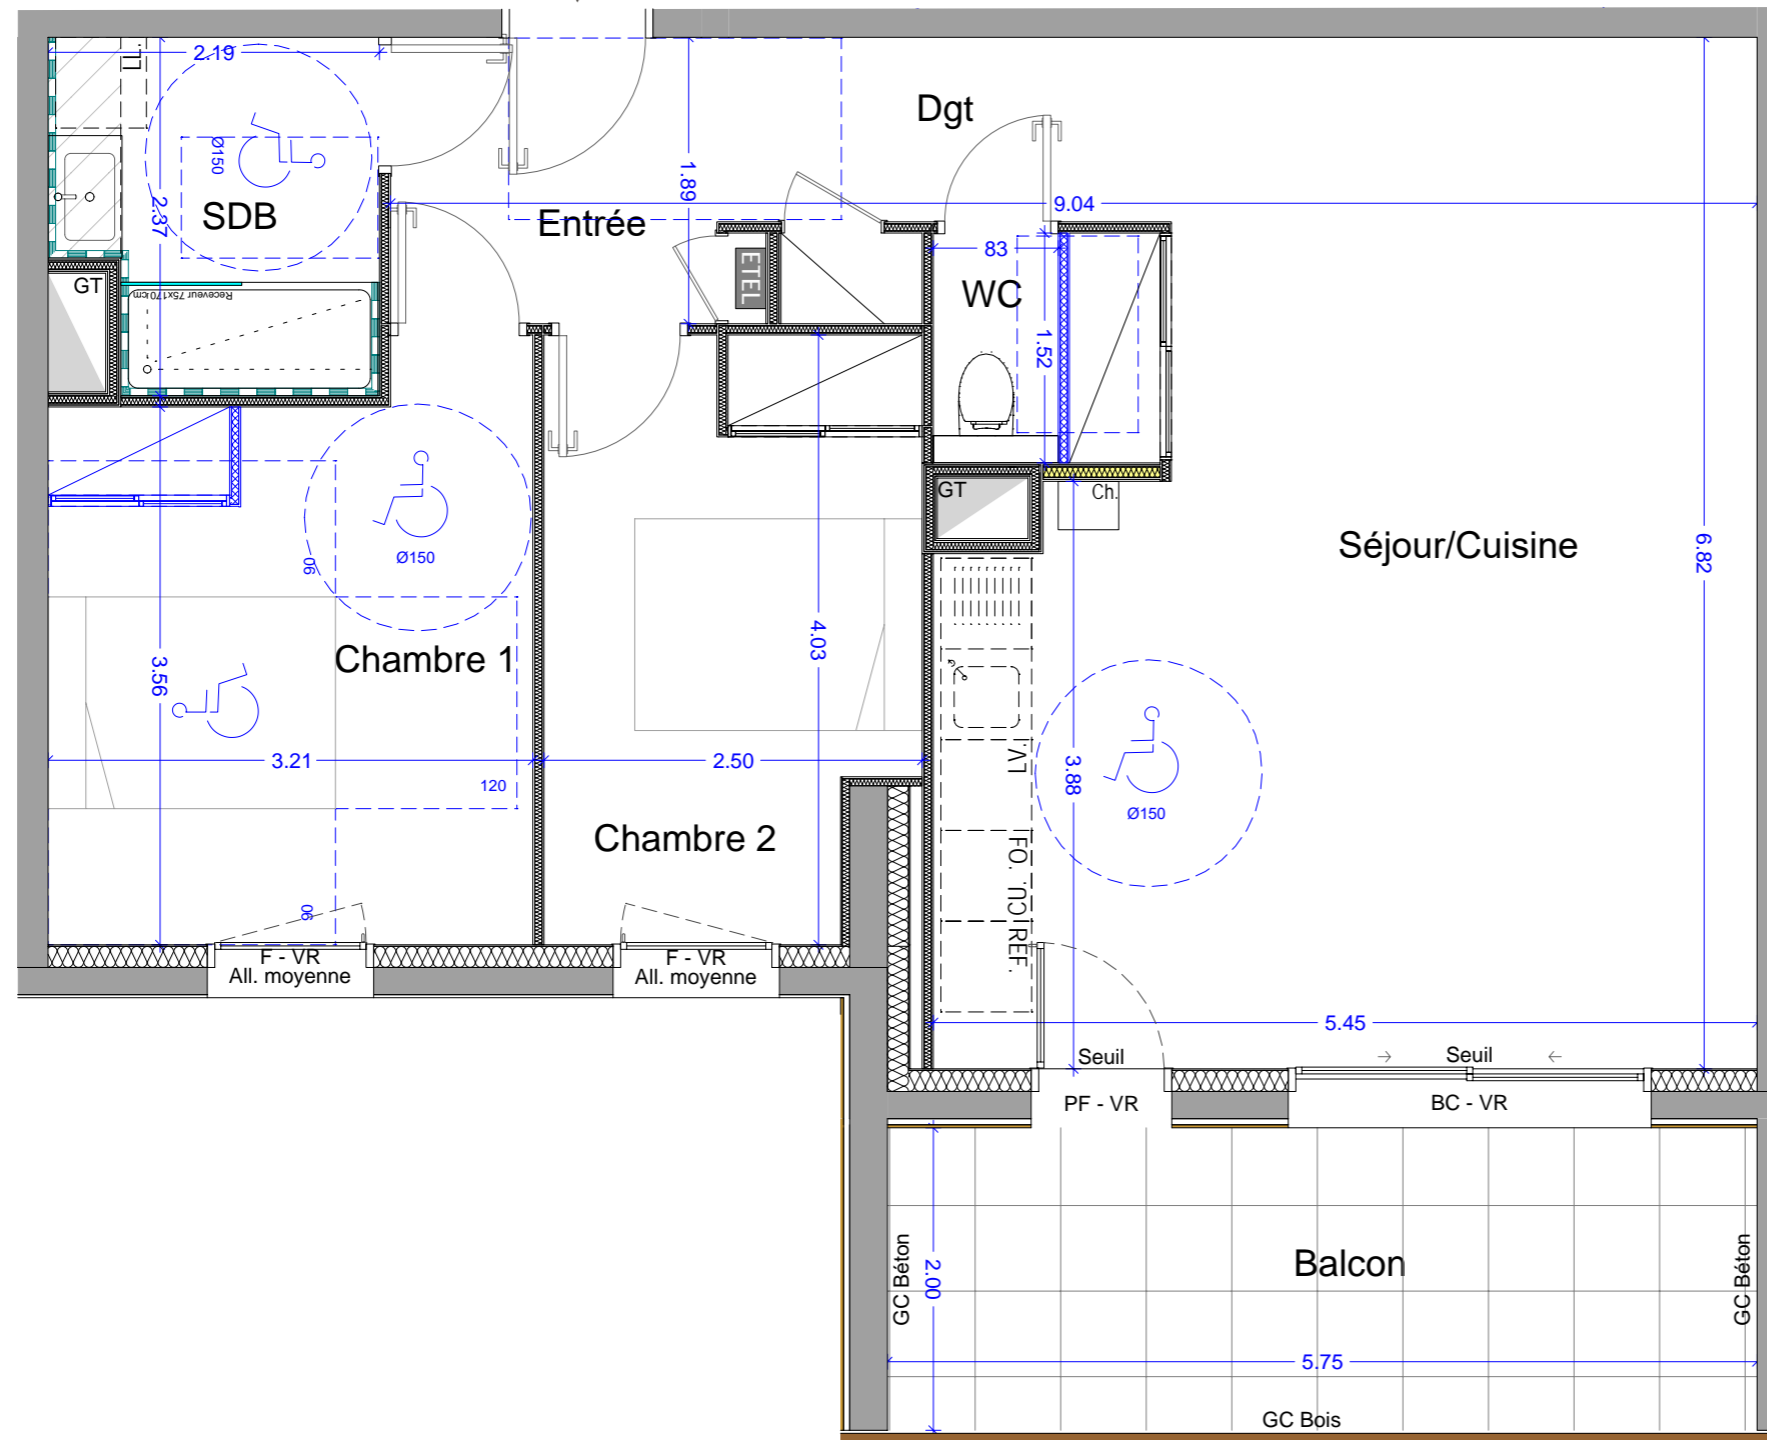 LL.
2.19
Ø150
2.37
SDB
GT
Receveur 75x170cm
Entrée
1.89
ETEL
Dgt
9.04
83
WC
1.52
GT
Ch.
Séjour/Cuisine
6.82
Ø150
90
Chambre 1
3.56
3.21
120
90
4.03
2.50
Chambre 2
LV.
3.88
Ø150
FO.
CU.
REF.
5.45
F - VR
All. moyenne
F - VR
All. moyenne
Seuil
Seuil
PF - VR
BC - VR
GC Béton
2.00
Balcon
GC Béton
5.75
GC Bois